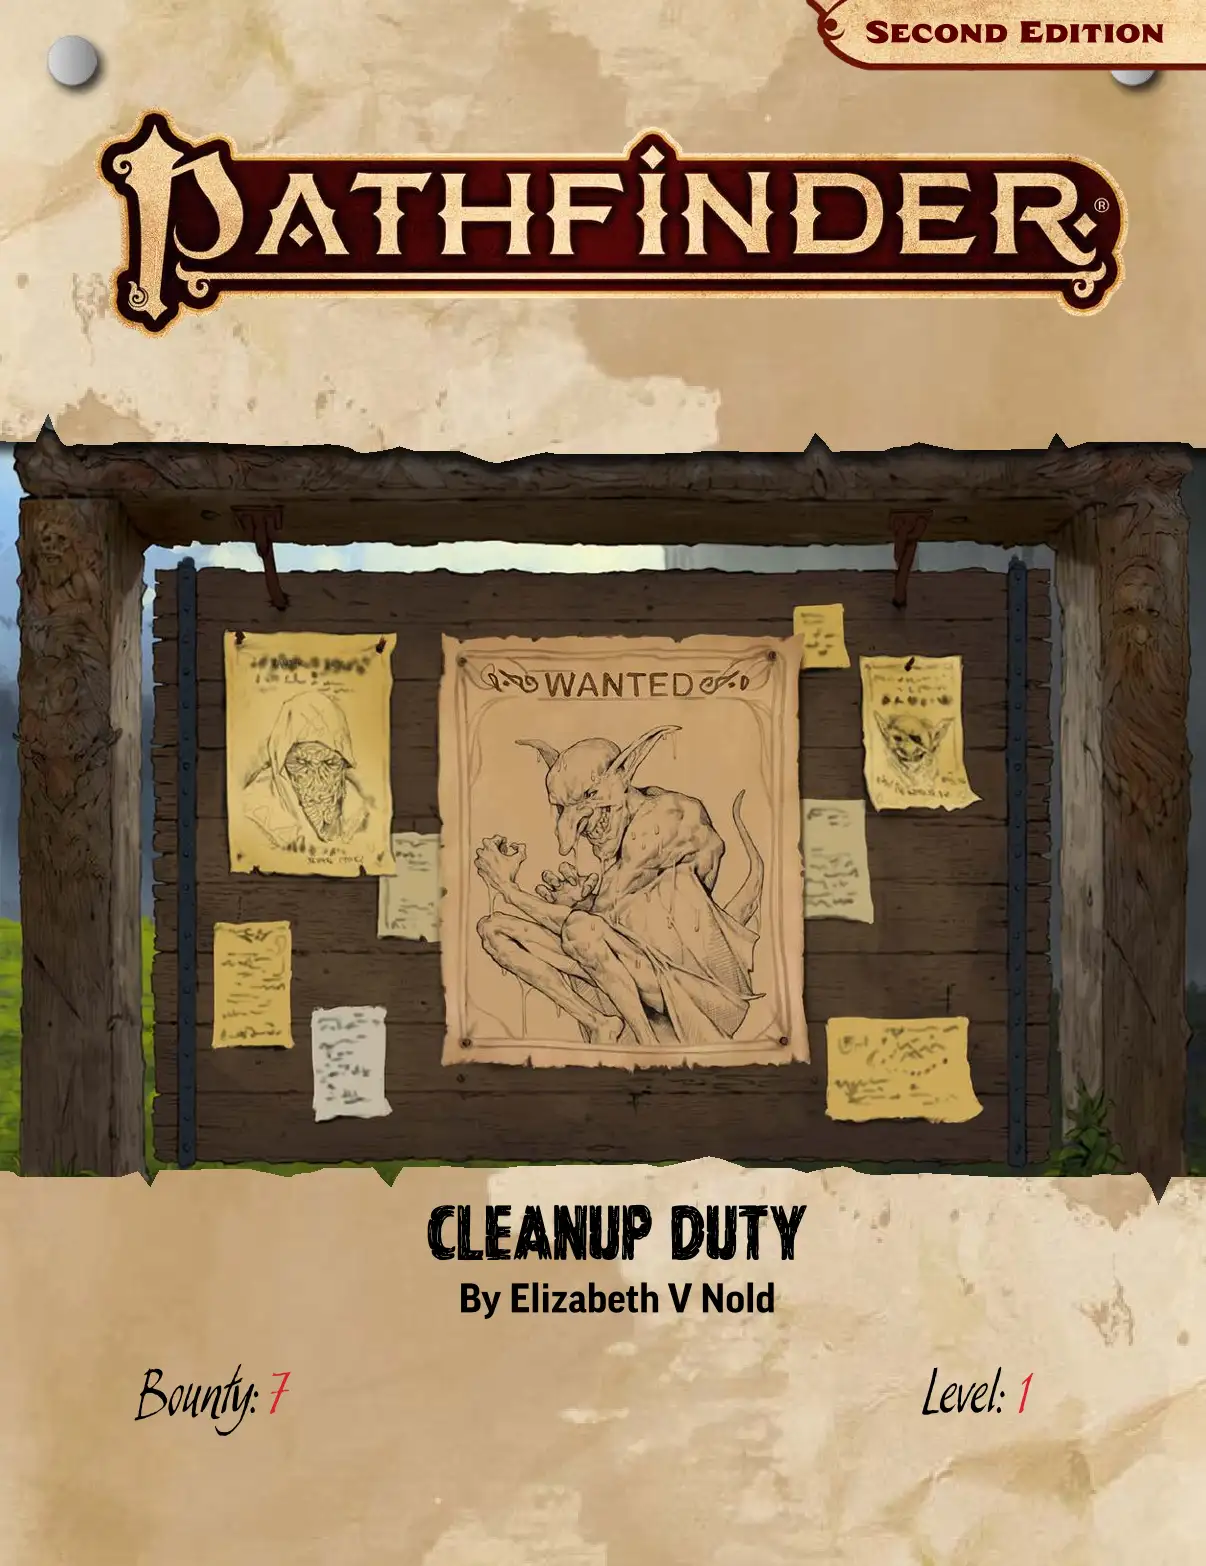 SECOND EDITION
PATHFINDER®
WANTED
CLEANUP DUTY
By Elizabeth V Nold
Bounty: 7
Level: 1